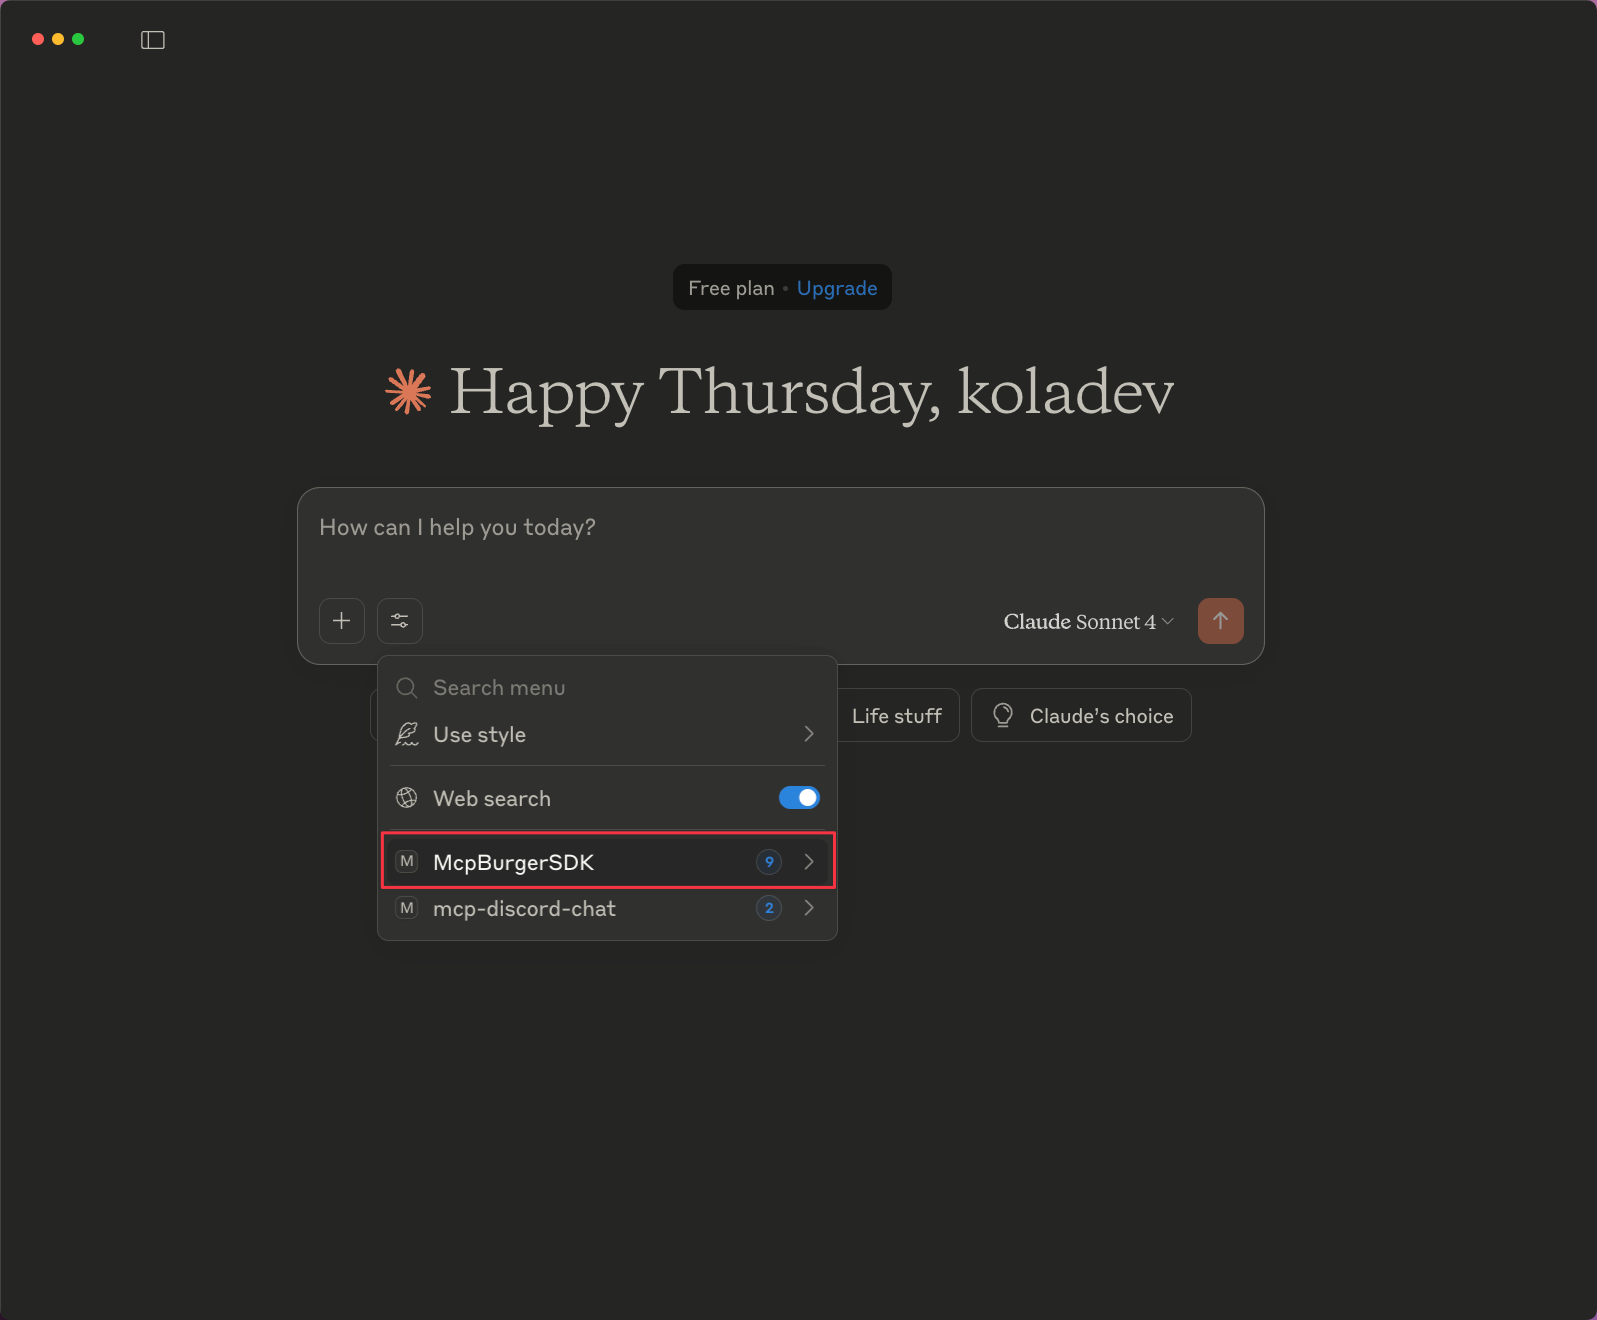 Free plan • Upgrade
Happy Thursday, koladev
How can I help you today?
Claude Sonnet 4
Search menu
Use style
Life stuff
Claude’s choice
Web search
M McpBurgerSDK 9
M mcp-discord-chat 2